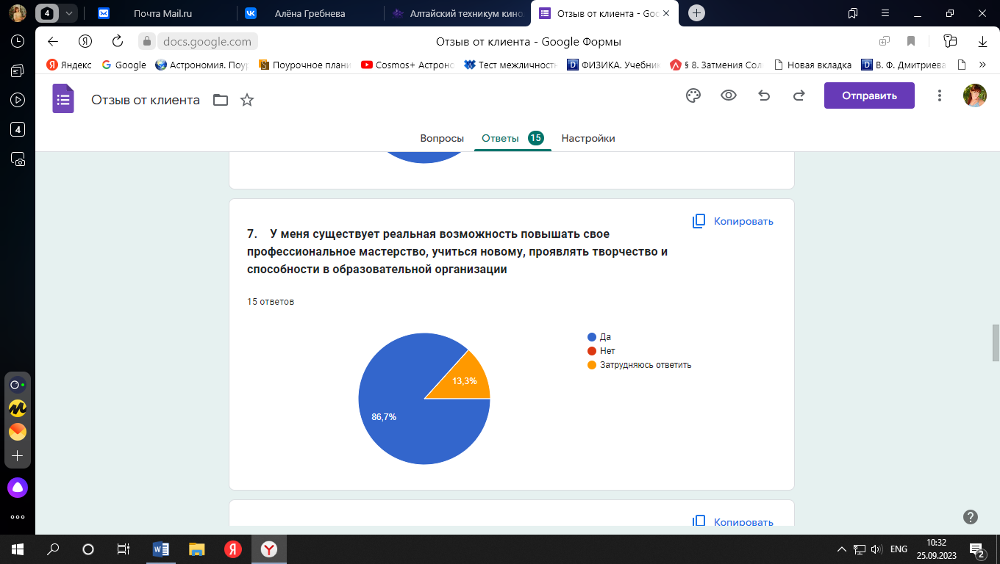 4
Почта Mail.ru
Алёна Гребнева
Алтайский техникум кино
Отзыв от клиента - Goo
docs.google.com
Отзыв от клиента - Google Формы
Яндекс
Google
Астрономия. Поур
Поурочное плани
Cosmos+ Астроно
Тест межличност
ФИЗИКА. Учебник
§ 8. Затмения Сол
Новая вкладка
В. Ф. Дмитриева
»
4
Отзыв от клиента
Отправить
Вопросы
Ответы 15
Настройки
Копировать
7. У меня существует реальная возможность повышать свое
профессиональное мастерство, учиться новому, проявлять творчество и
способности в образовательной организации
15 ответов
Да
Нет
Затрудняюсь ответить
13,3%
86,7%
Копировать
ENG
10:32
25.09.2023
2